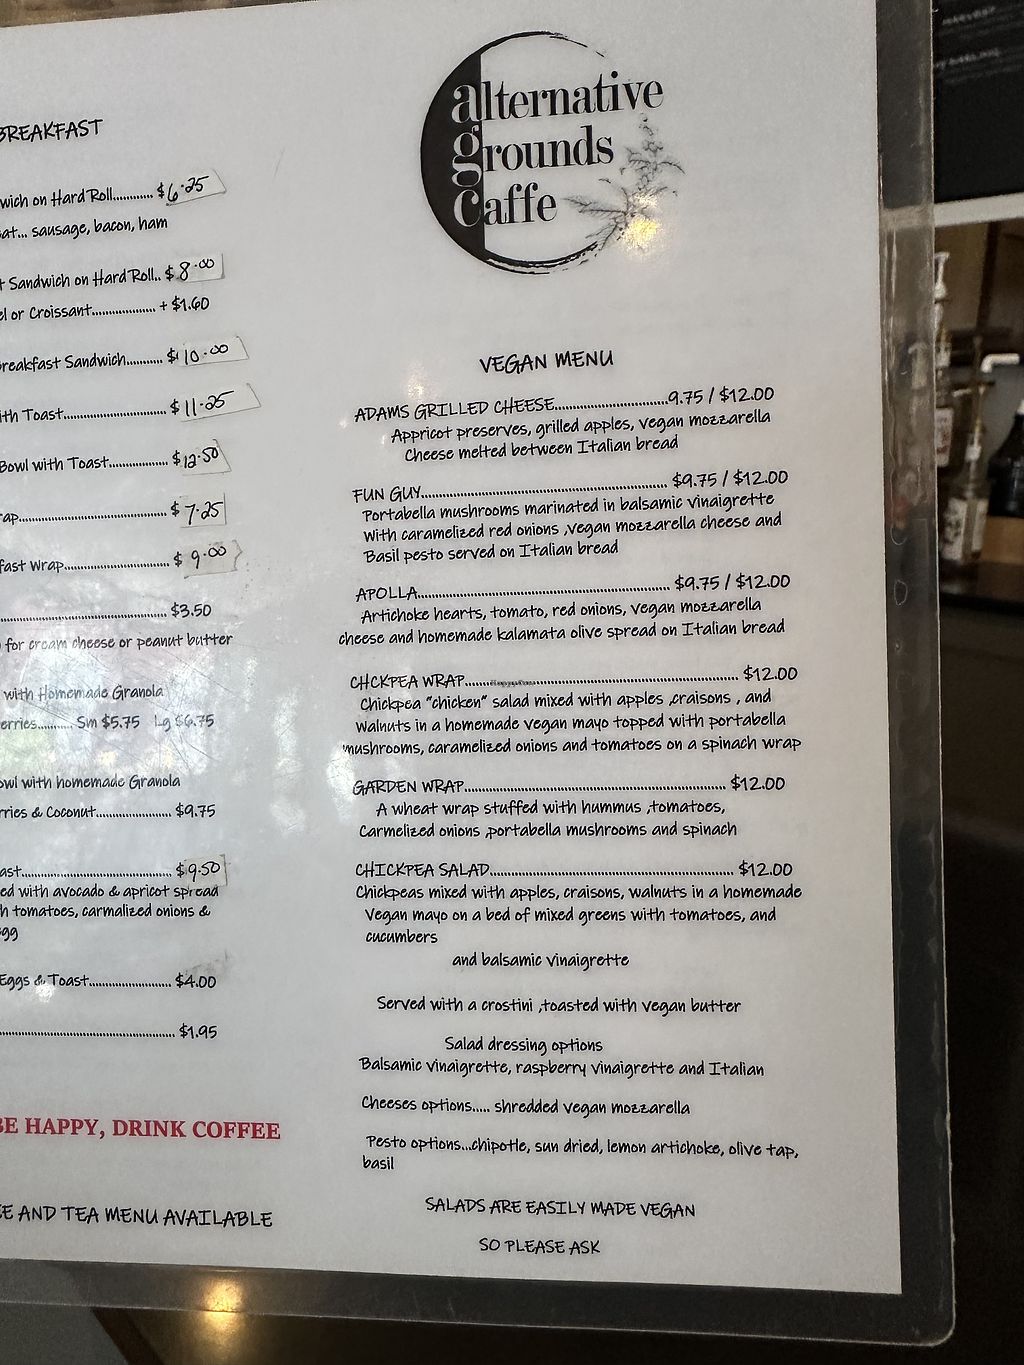 BREAKFAST
wich on Hard Roll............ $6.25
at... sausage, bacon, ham
t Sandwich on Hard Roll.. $8.00
el or Croissant.................. + $1.60
reakfast Sandwich.......... $10.00
ith Toast............................. $11.25
Bowl with Toast.................. $12.50
ap.......................................... $7.25
fast Wrap............................. $9.00
............................................. $3.50
for cream cheese or peanut butter
with Homemade Granola
erries.......... Sm $5.75 Lg $6.75
owl with homemade Granola
rries & Coconut.................. $9.75
ast.......................................... $9.50
ed with avocado & apricot spread
h tomatoes, carmalized onions &
gg
Eggs & Toast........................ $4.00
............................................. $1.95
BE HAPPY, DRINK COFFEE
EE AND TEA MENU AVAILABLE
alternative
grounds
caffe
VEGAN MENU
ADAMS GRILLED CHEESE..............................9.75 / $12.00
Appricot preserves, grilled apples, vegan mozzarella
Cheese melted between Italian bread
FUN GUY................................................................ $9.75 / $12.00
Portabella mushrooms marinated in balsamic vinaigrette
with caramelized red onions ,vegan mozzarella cheese and
Basil pesto served on Italian bread
APOLLA................................................................. $9.75 / $12.00
Artichoke hearts, tomato, red onions, vegan mozzarella
cheese and homemade kalamata olive spread on Italian bread
CHCKPEA WRAP....................................................................... $12.00
Chickpea "chicken" salad mixed with apples ,craisons , and
Walnuts in a homemade vegan mayo topped with portabella
mushrooms, caramelized onions and tomatoes on a spinach wrap
GARDEN WRAP..................................................................... $12.00
A wheat wrap stuffed with hummus ,tomatoes,
Carmelized onions ,portabella mushrooms and spinach
CHICKPEA SALAD................................................................ $12.00
Chickpeas mixed with apples, craisons, walnuts in a homemade
Vegan mayo on a bed of mixed greens with tomatoes, and
cucumbers
and balsamic vinaigrette
Served with a crostini ,toasted with vegan butter
Salad dressing options
Balsamic vinaigrette, raspberry vinaigrette and Italian
Cheeses options..... shredded vegan mozzarella
Pesto options...chipotle, sun dried, lemon artichoke, olive tap,
basil
SALADS ARE EASILY MADE VEGAN
SO PLEASE ASK